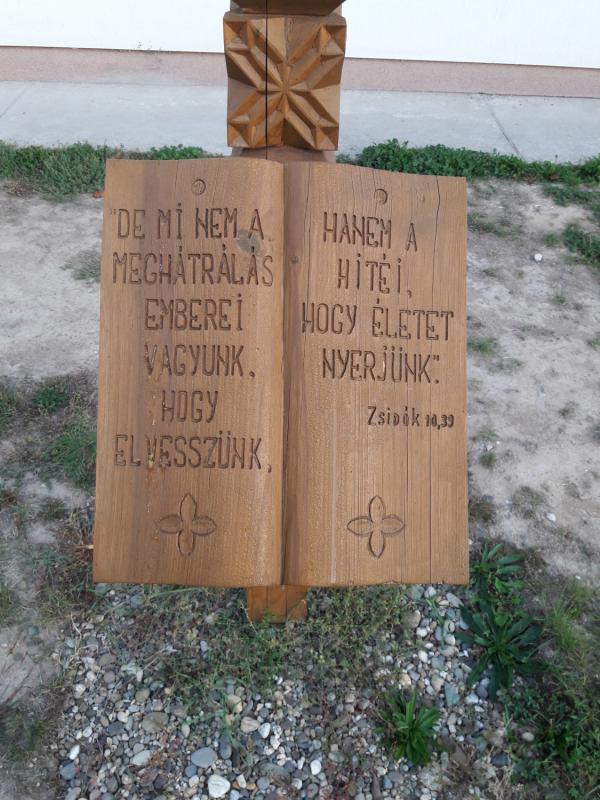 "DE MI NEM A
MEGHÁTRÁLÁS
EMBEREI
VAGYUNK,
HOGY
ELVESSZÜNK,
HANEM A
HITÉI,
HOGY ÉLETET
NYERJÜNK".
Zsidók 10,39